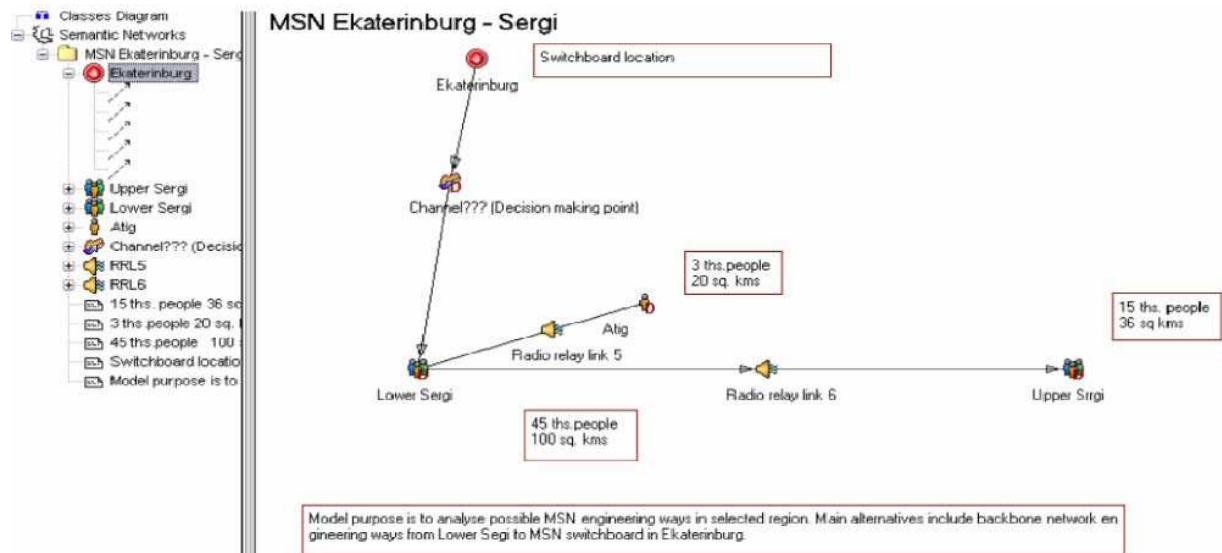 Classes Diagram
Semantic Networks
MSN Ekaterinburg - Serg
Ekaterinburg
Upper Sergi
Lower Sergi
Atig
Channel??? (Decisic
RRL5
RRL6
15 ths. people 36 sq
3 ths.people 20 sq. k
45 ths.people 100 s
Switchboard locatio
Model purpose is to
MSN Ekaterinburg - Sergi
Switchboard location
Ekaterinburg
Channel??? (Decision making point)
3 ths.people
20 sq. kms
Atig
Radio relay link 5
15 ths. people
36 sq kms
Lower Sergi
Radio relay link 6
Upper Srrgi
45 ths.people
100 sq. kms
Model purpose is to analyse possible MSN engineering ways in selected region. Main alternatives include backbone network en
gineering ways from Lower Segi to MSN switchboard in Ekaterinburg.